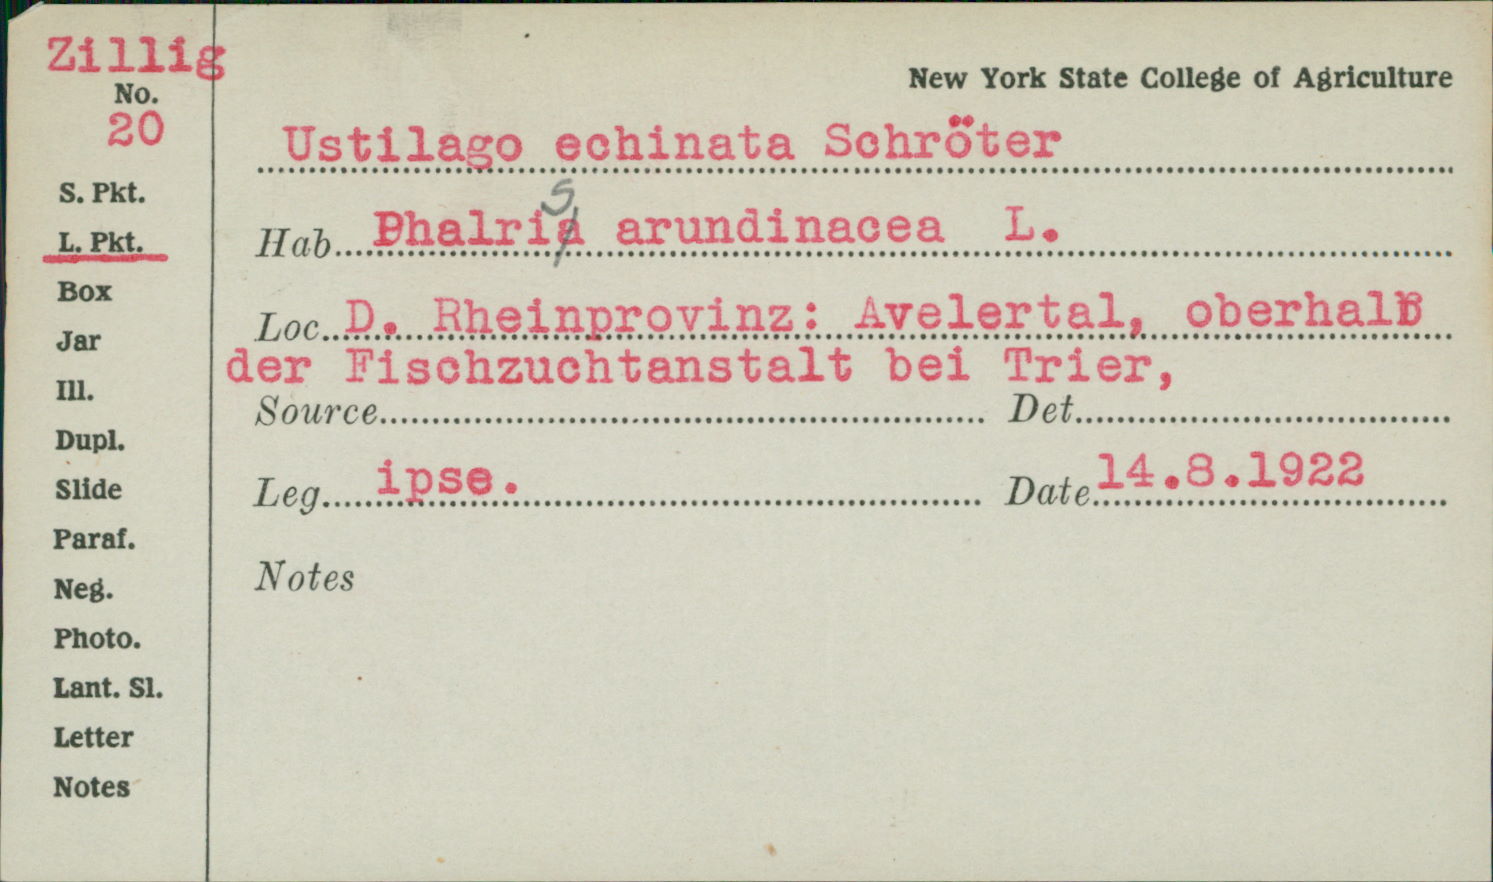 Zillig
No.
20
New York State College of Agriculture
Ustilago echinata Schröter
Hab. Phalris arundinacea L.
Loc. D. Rheinprovinz: Avelertal, oberhalb
der Fischzuchtanstalt bei Trier,
Source Det.
Leg. ipse. Date 14.8.1922
Notes
S. Pkt.
L. Pkt.
Box
Jar
Ill.
Dupl.
Slide
Paraf.
Neg.
Photo.
Lant. Sl.
Letter
Notes